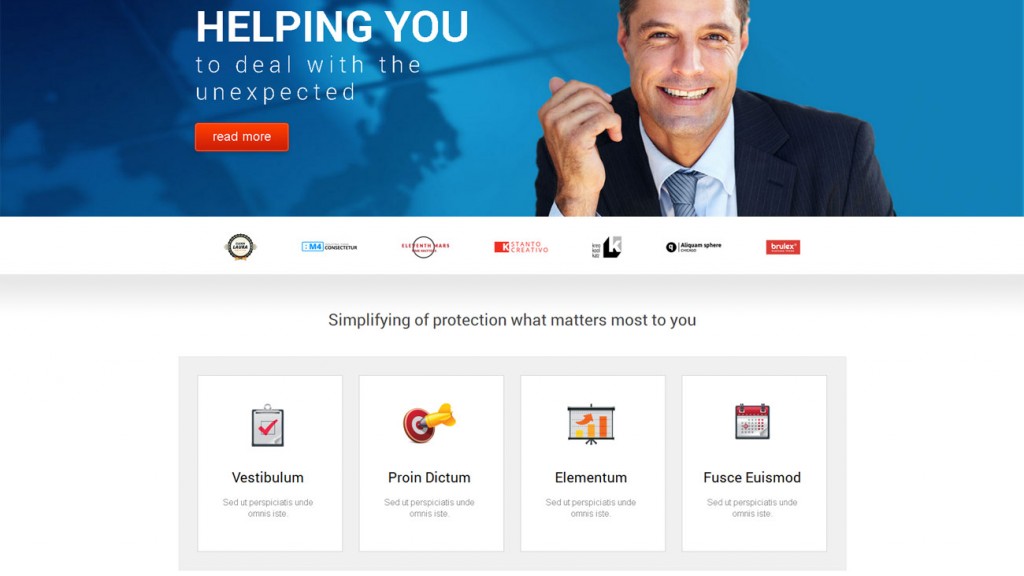 HELPING YOU
to deal with the
unexpected
read more
LAURA
M4
CONSECTETUR
ELEVENTH MARS
K STANTO
CREATIVO
k
q Aliquam sphere
brulex
Simplifying of protection what matters most to you
Vestibulum
Sed ut perspiciatis unde
omnis iste.
Proin Dictum
Sed ut perspiciatis unde
omnis iste.
Elementum
Sed ut perspiciatis unde
omnis iste.
Fusce Euismod
Sed ut perspiciatis unde
omnis iste.